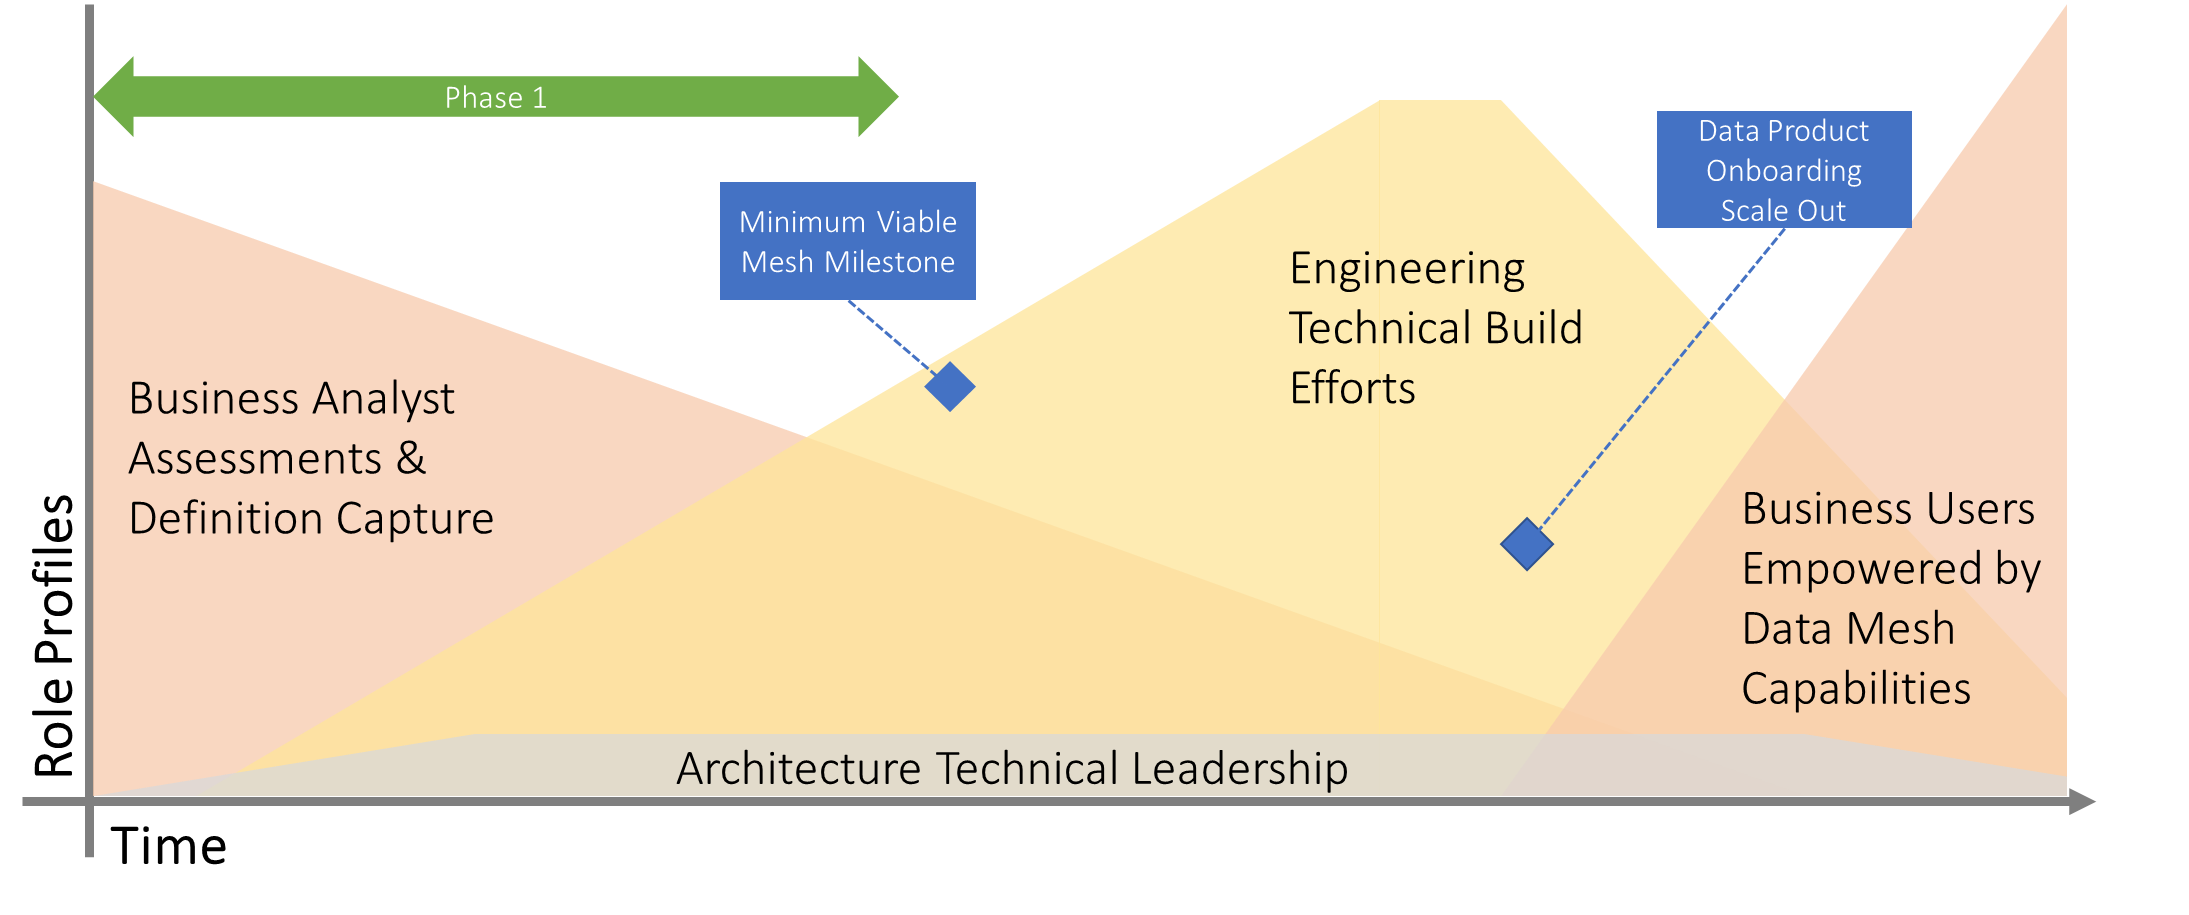 Phase 1
Minimum Viable
Mesh Milestone
Data Product
Onboarding
Scale Out
Engineering
Technical Build
Efforts
Business Analyst
Assessments &
Definition Capture
Business Users
Empowered by
Data Mesh
Capabilities
Architecture Technical Leadership
Role Profiles
Time